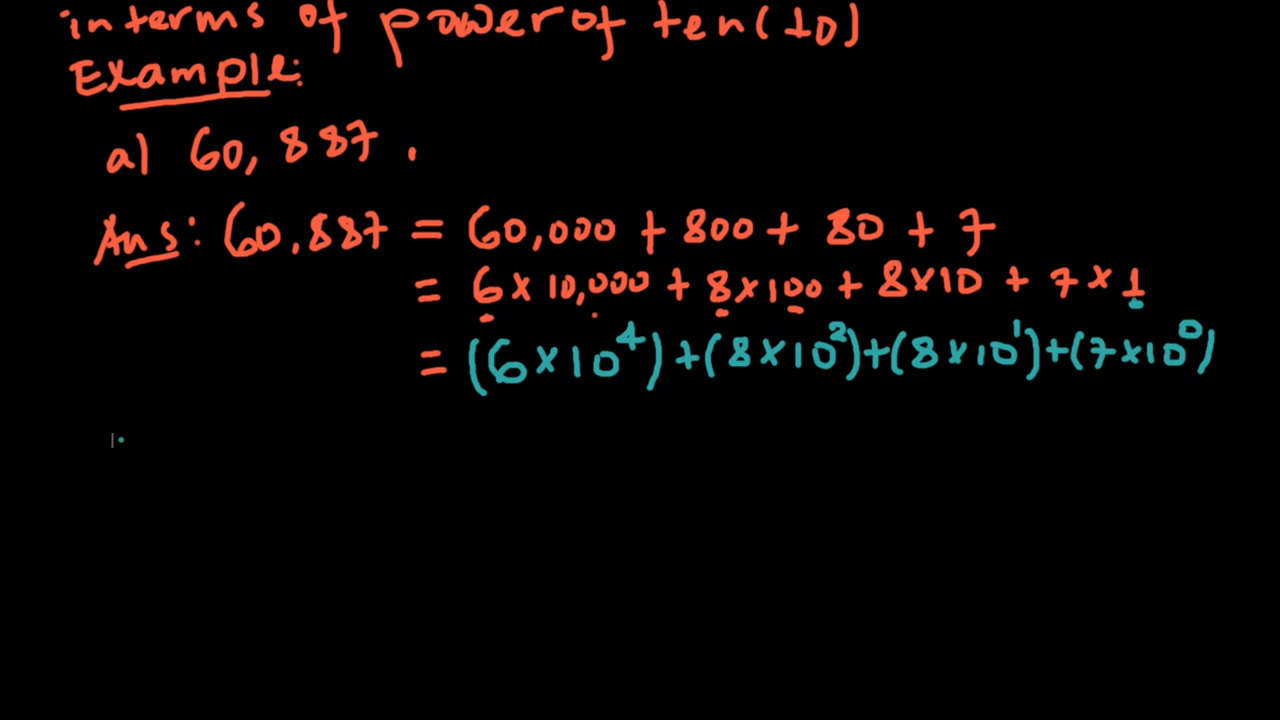 interms of power of ten(10)
Example:
a) 60,887.
Ans: 60,887 = 60,000 + 800 + 80 + 7
= 6 × 10,000 + 8 × 100 + 8 × 10 + 7 × 1
= (6 × 10⁴) + (8 × 10²) + (8 × 10¹) + (7 × 10⁰)